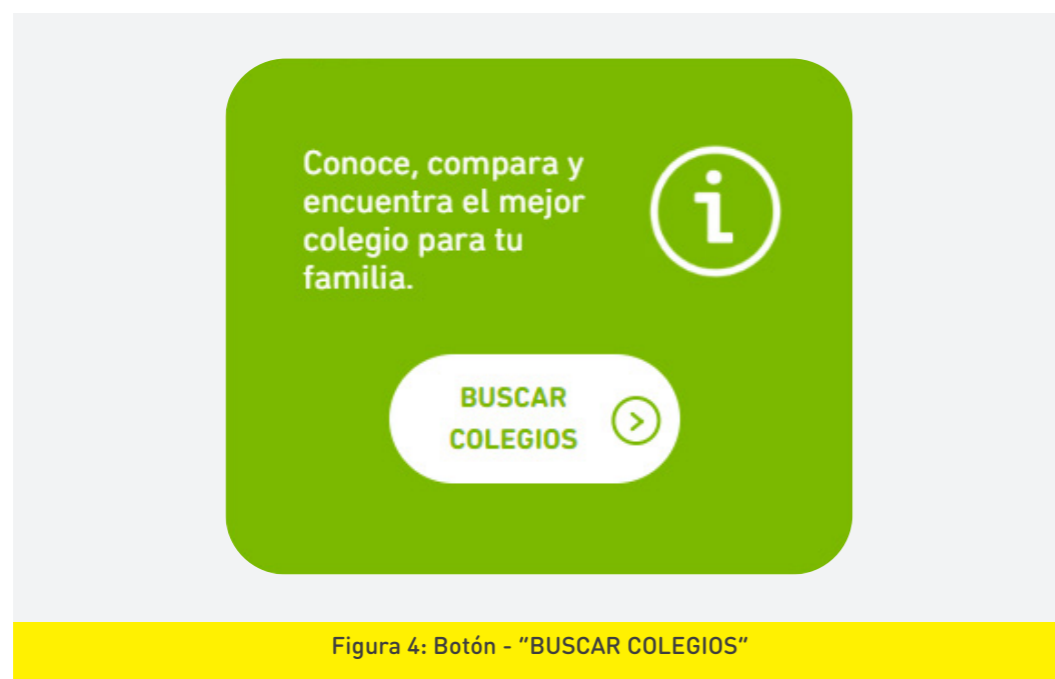 Conoce, compara y
encuentra el mejor
colegio para tu
familia.
BUSCAR
COLEGIOS
Figura 4: Botón - "BUSCAR COLEGIOS"